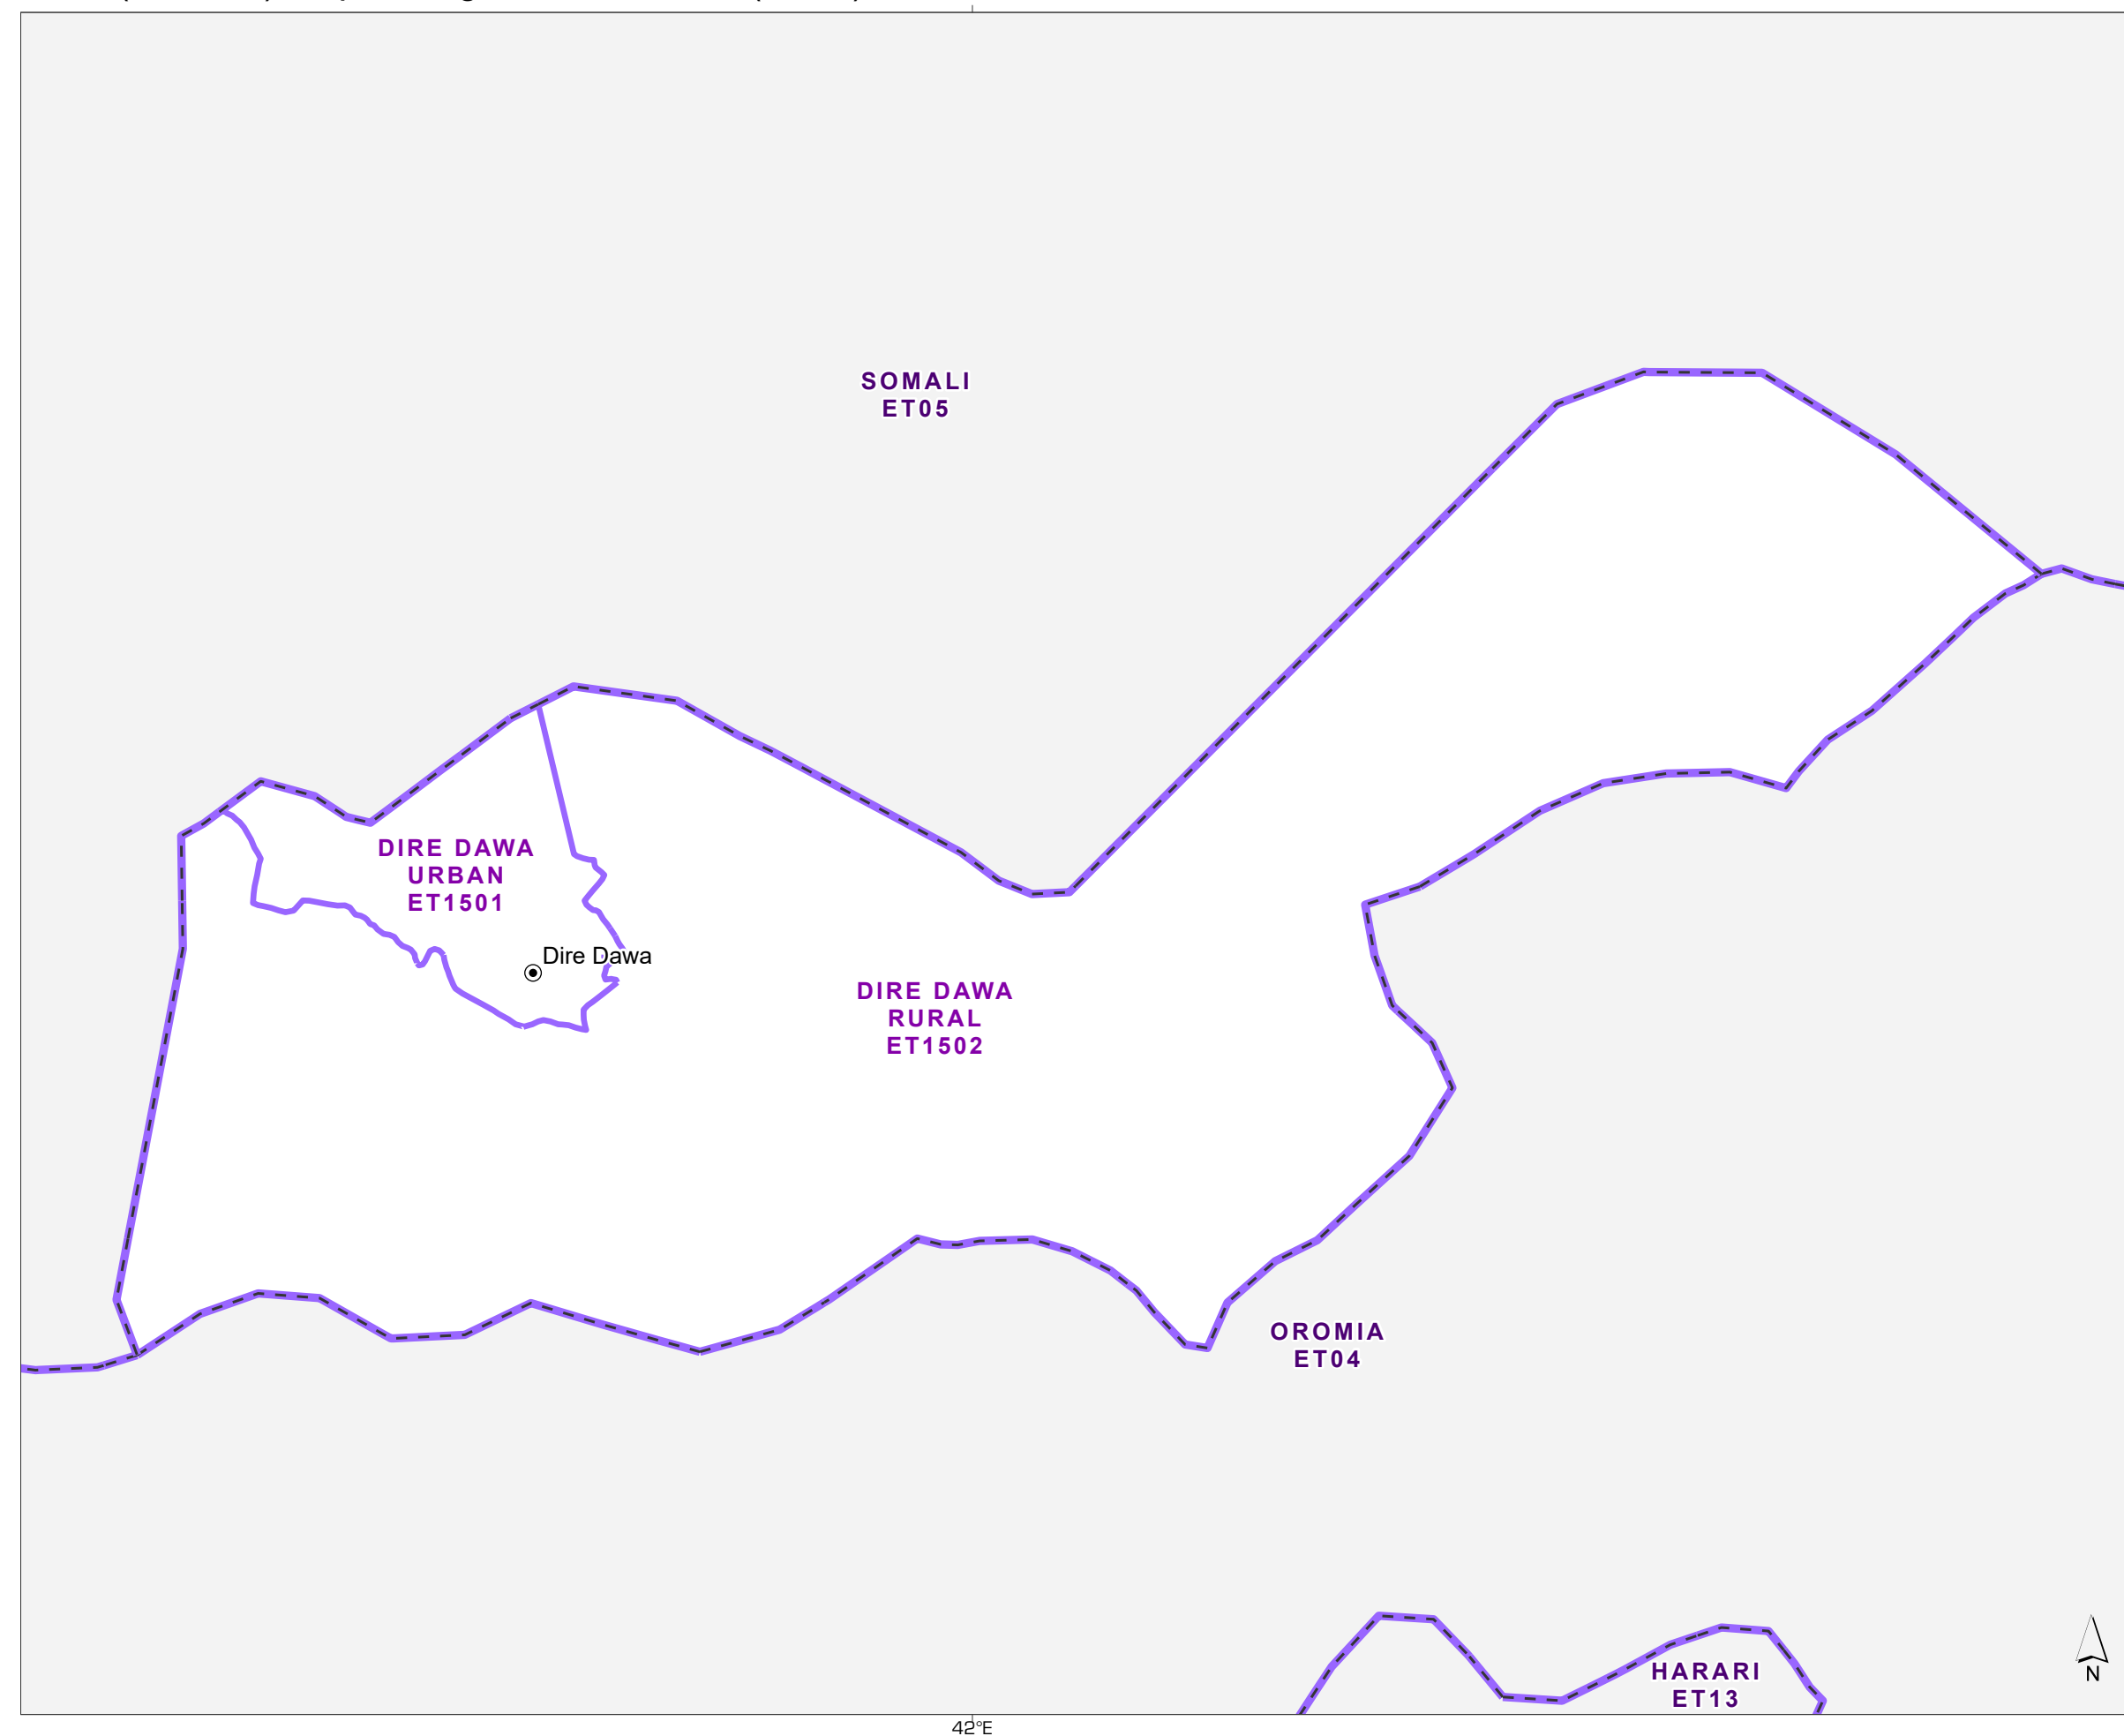 SOMALI
ET05
DIRE DAWA
URBAN
ET1501
Dire Dawa
DIRE DAWA
RURAL
ET1502
OROMIA
ET04
HARARI
ET13
N
42°E